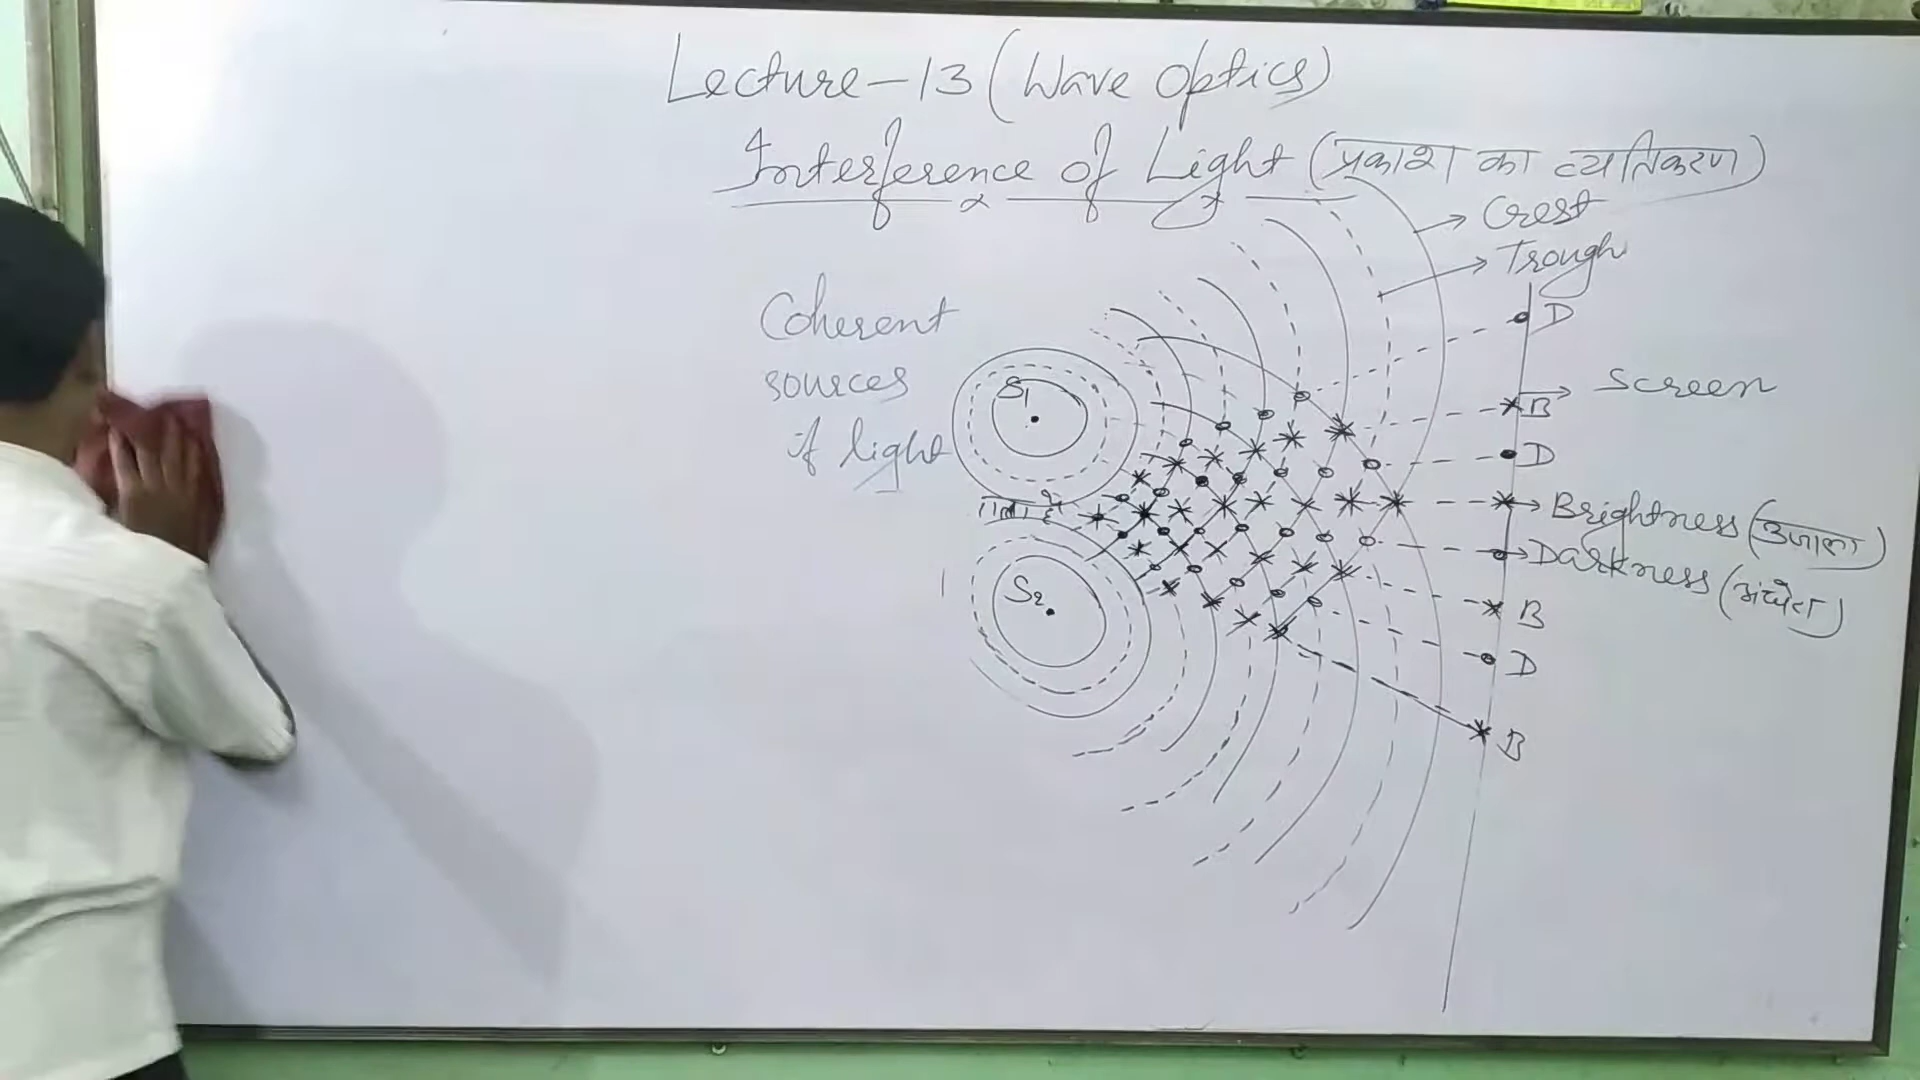 Lecture-13 (Wave Optics)
Interference of Light (प्रकाश का व्यतिकरण)
Crest
Trough
Coherent
sources
of light
S1
S2
D
B
Screen
D
Brightness (उजाला)
Darkness (अंधेरा)
B
D
B